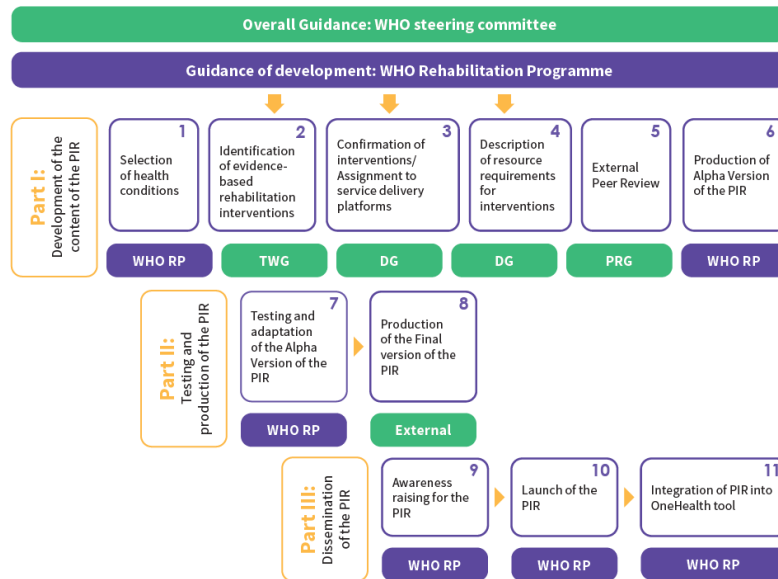 Overall Guidance: WHO steering committee
Guidance of development: WHO Rehabilitation Programme
Part I:
Development of the
content of the PIR
1
Selection
of health
conditions
WHO RP
2
Identification
of evidence-
based
rehabilitation
interventions
TWG
3
Confirmation of
interventions/
Assignment to
service delivery
platforms
DG
4
Description
of resource
requirements
for
interventions
DG
5
External
Peer Review
PRG
6
Production of
Alpha Version
of the PIR
WHO RP
Part II:
Testing and
production of the PIR
7
Testing and
adaptation
of the Alpha
Version of the
PIR
WHO RP
8
Production
of the Final
version of the
PIR
External
Part III:
Dissemination
of the PIR
9
Awareness
raising for the
PIR
WHO RP
10
Launch of the
PIR
WHO RP
11
Integration of PIR into
OneHealth tool
WHO RP